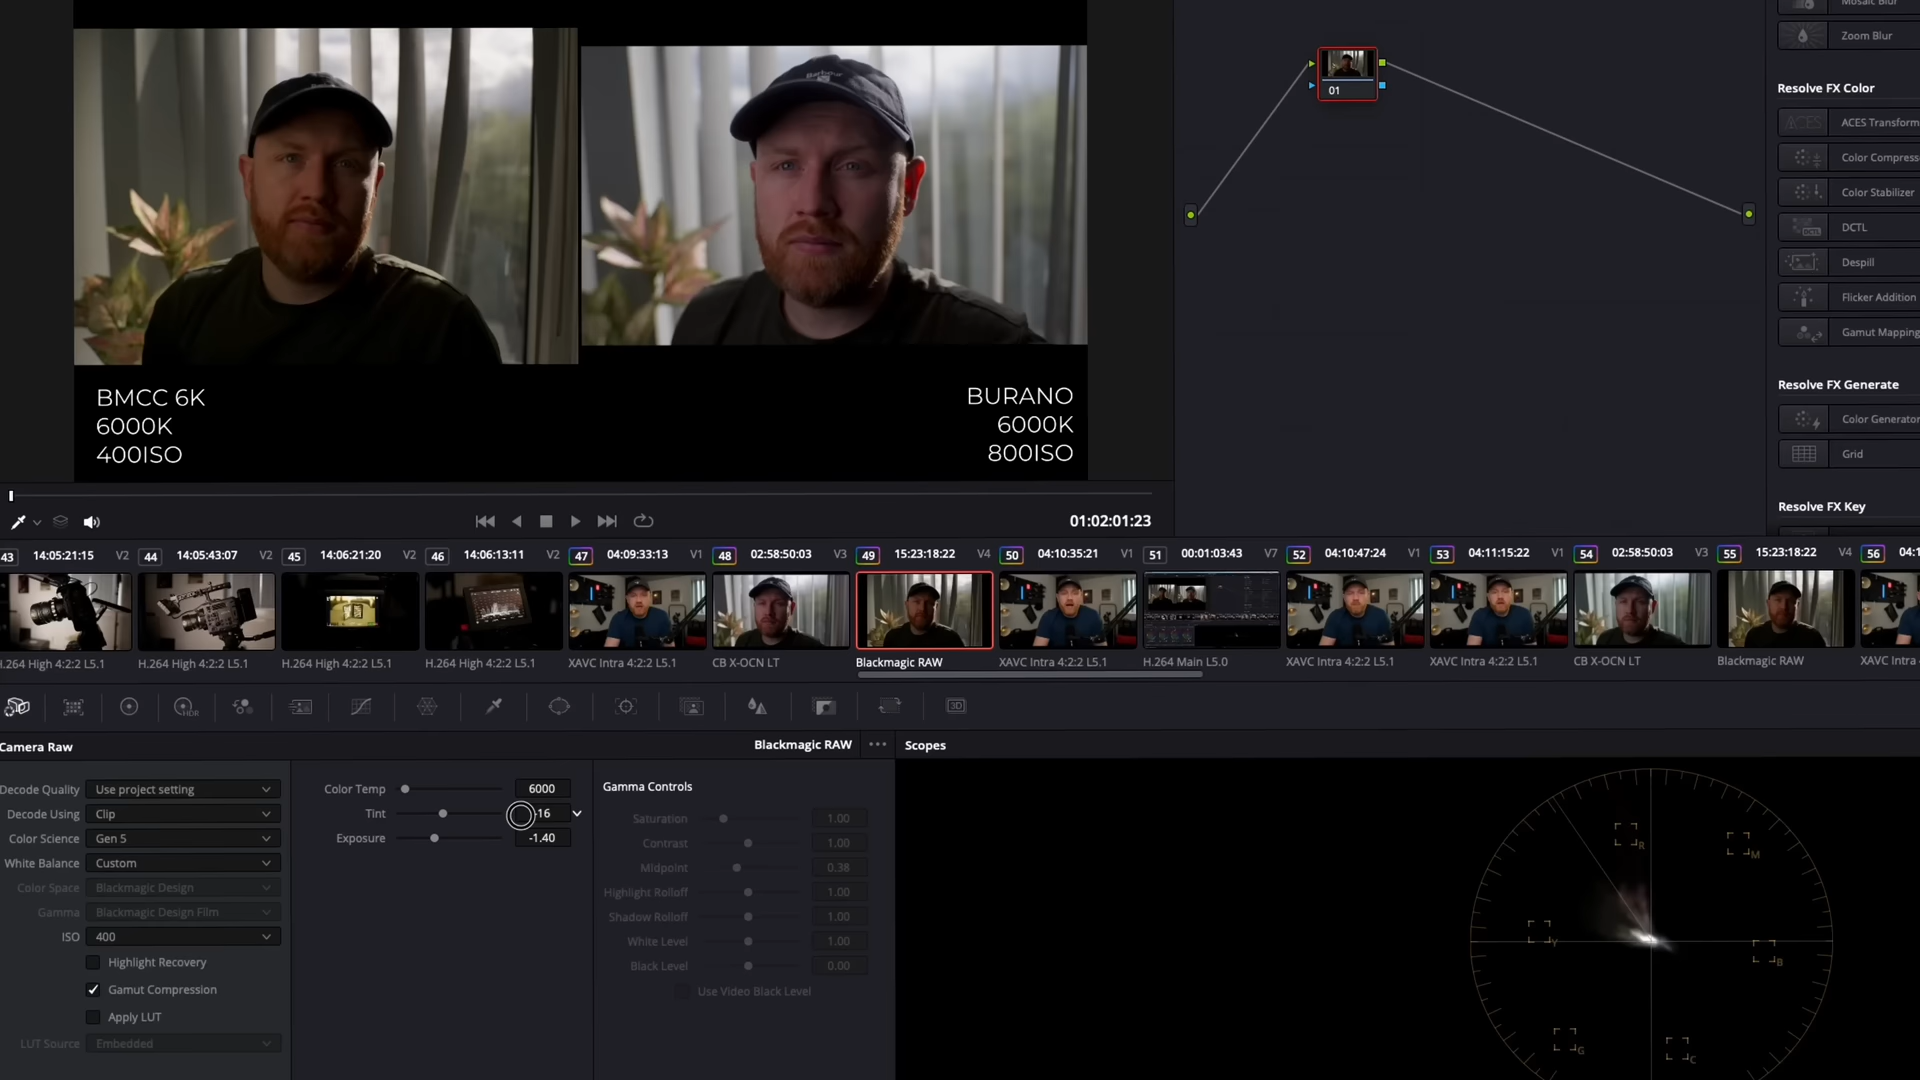 Barbour
BMCC 6K
6000K
400ISO
BURANO
6000K
800ISO
01
Mosaic Blur
Zoom Blur
Resolve FX Color
ACES
ACES Transform
Color Compress
Color Stabilizer
DCTL
DCTL
Despill
Flicker Addition
Gamut Mapping
Resolve FX Generate
Color Generator
Grid
Resolve FX Key
01:02:01:23
43 14:05:21:15 V2
44 14:05:43:07 V2
45 14:06:21:20 V2
46 14:06:13:11 V2
47 04:09:33:13 V1
48 02:58:50:03 V3
49 15:23:18:22 V4
50 04:10:35:21 V1
51 00:01:03:43 V7
52 04:10:47:24 V1
53 04:11:15:22 V1
54 02:58:50:03 V3
55 15:23:18:22 V4
56 04:1
H.264 High 4:2:2 L5.1
H.264 High 4:2:2 L5.1
H.264 High 4:2:2 L5.1
H.264 High 4:2:2 L5.1
XAVC Intra 4:2:2 L5.1
CB X-OCN LT
Blackmagic RAW
XAVC Intra 4:2:2 L5.1
H.264 Main L5.0
XAVC Intra 4:2:2 L5.1
XAVC Intra 4:2:2 L5.1
CB X-OCN LT
Blackmagic RAW
XAVC Intra
HDR
3D
Camera Raw
Blackmagic RAW
Decode Quality Use project setting
Decode Using Clip
Color Science Gen 5
White Balance Custom
Color Space Blackmagic Design
Gamma Blackmagic Design Film
ISO 400
Highlight Recovery
Gamut Compression
Apply LUT
LUT Source Embedded
Color Temp 6000
Tint -16
Exposure -1.40
Gamma Controls
Saturation 1.00
Contrast 1.00
Midpoint 0.38
Highlight Rolloff 1.00
Shadow Rolloff 1.00
White Level 1.00
Black Level 0.00
Use Video Black Level
Scopes
R
M
Y
B
G
C